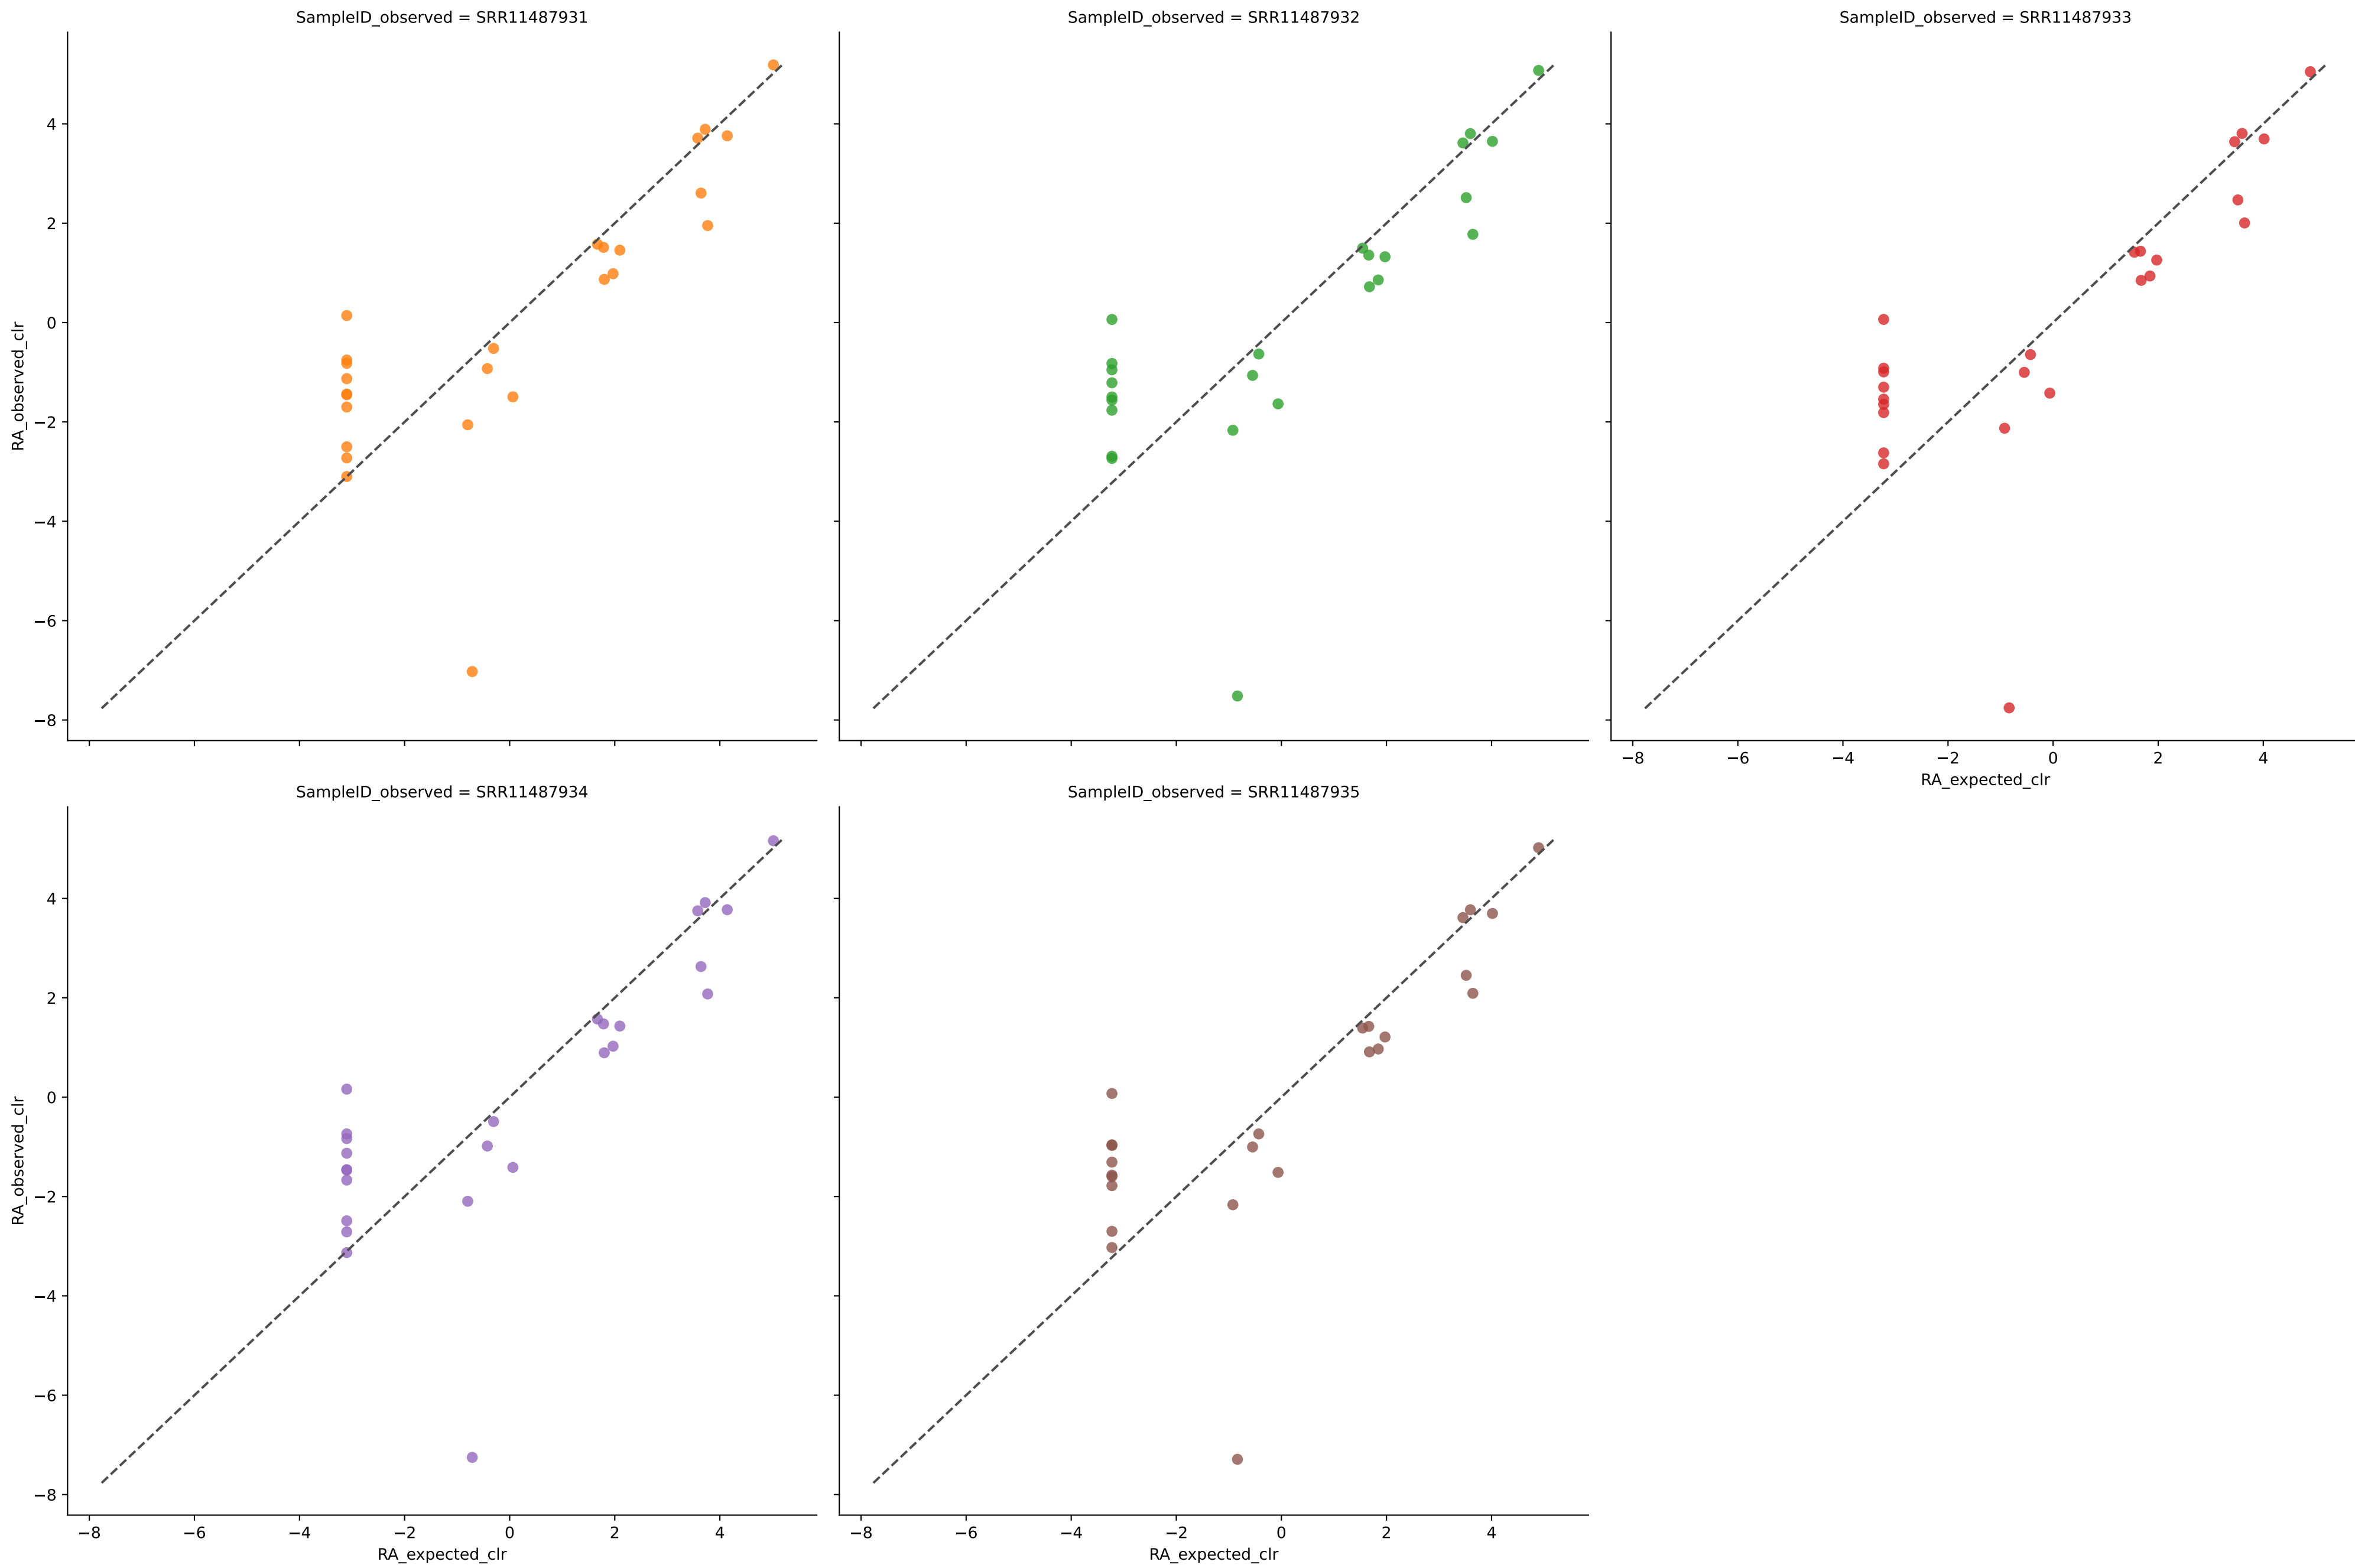 SampleID_observed = SRR11487931
SampleID_observed = SRR11487932
SampleID_observed = SRR11487933
4
2
0
−2
−4
−6
−8
RA_observed_clr
−8 −6 −4 −2 0 2 4
RA_expected_clr
SampleID_observed = SRR11487934
SampleID_observed = SRR11487935
4
2
0
−2
−4
−6
−8
RA_observed_clr
−8 −6 −4 −2 0 2 4
−8 −6 −4 −2 0 2 4
RA_expected_clr
RA_expected_clr